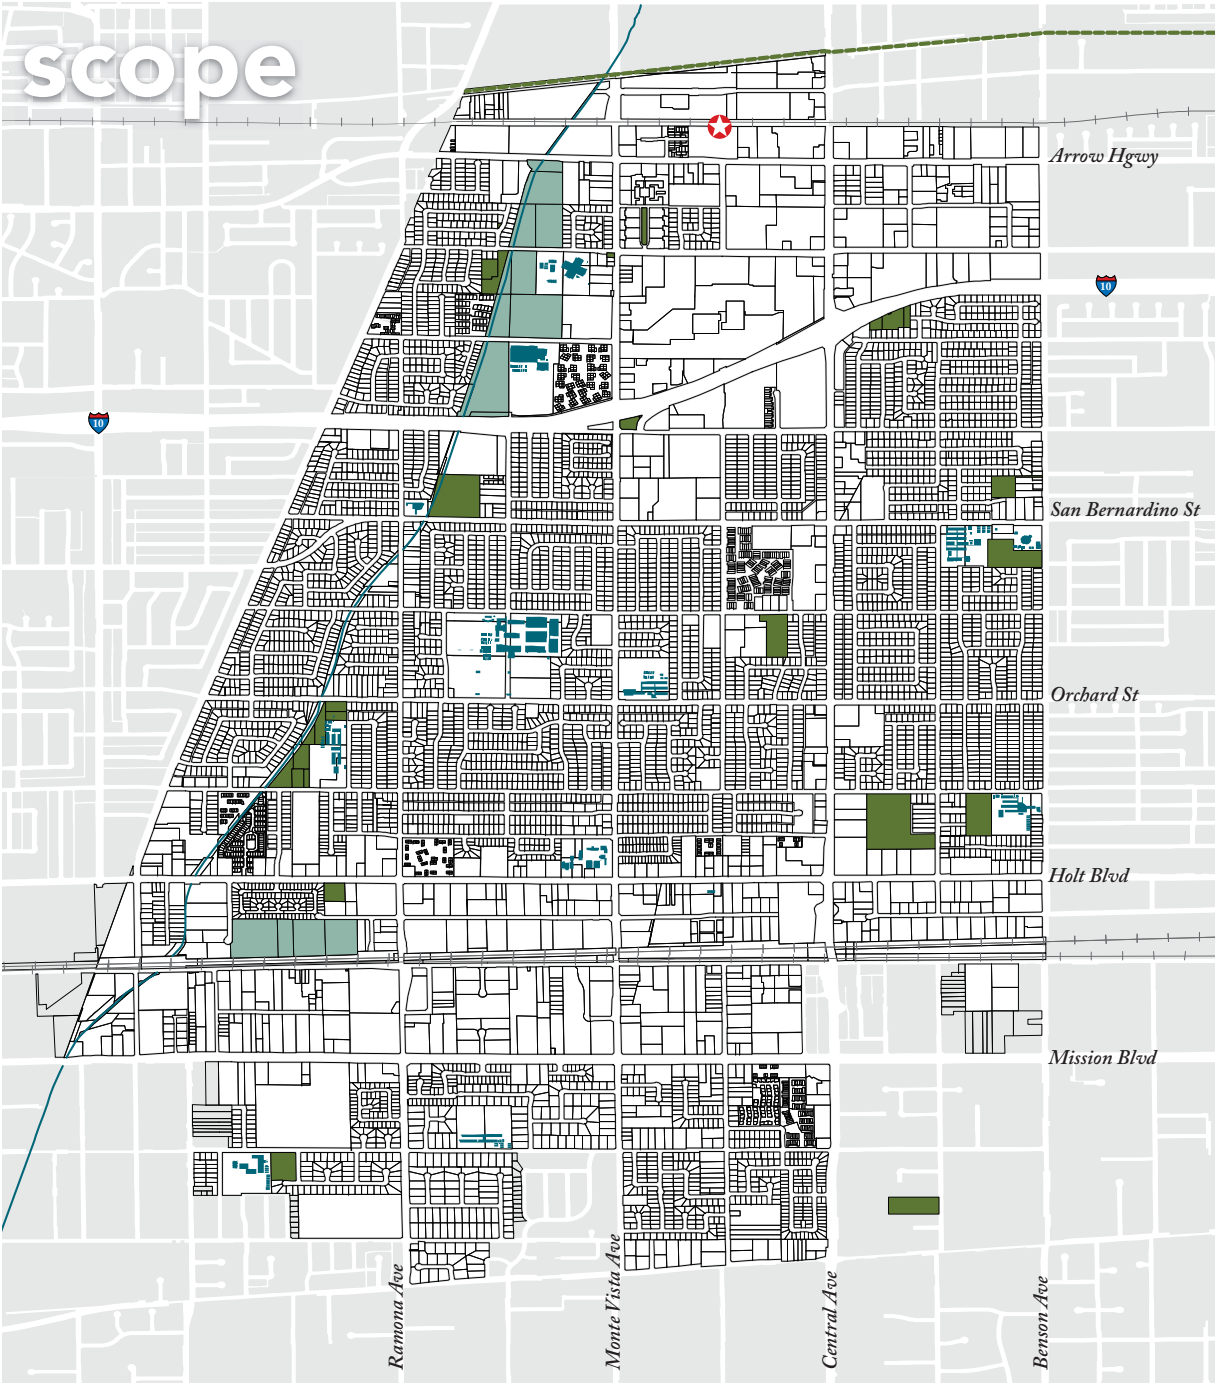 scope
Arrow Hgwy
10
10
San Bernardino St
Orchard St
Holt Blvd
Mission Blvd
Ramona Ave
Monte Vista Ave
Central Ave
Benson Ave